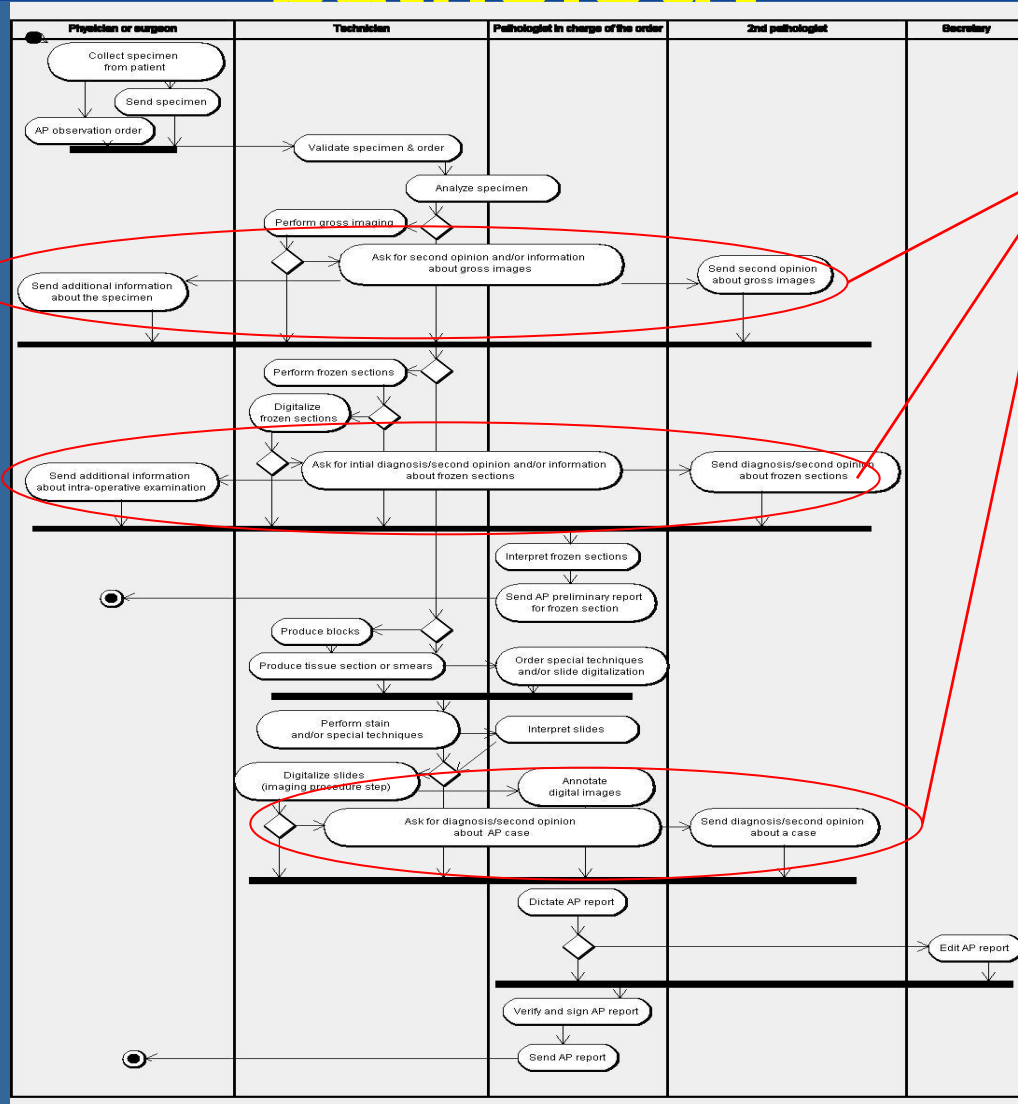 Physician or surgeon
Technician
Pathologist in charge of the order
2nd pathologist
Secretary
Collect specimen
from patient
Send specimen
AP observation order
Validate specimen & order
Analyze specimen
Perform gross imaging
Ask for second opinion and/or information
about gross images
Send second opinion
about gross images
Send additional information
about the specimen
Perform frozen sections
Digitalize
frozen sections
Ask for intial diagnosis/second opinion and/or information
about frozen sections
Send diagnosis/second opinion
about frozen sections
Send additional information
about intra-operative examination
Interpret frozen sections
Send AP preliminary report
for frozen section
Produce blocks
Produce tissue section or smears
Order special techniques
and/or slide digitalization
Perform stain
and/or special techniques
Interpret slides
Digitalize slides
(imaging procedure step)
Annotate
digital images
Ask for diagnosis/second opinion
about AP case
Send diagnosis/second opinion
about a case
Dictate AP report
Edit AP report
Verify and sign AP report
Send AP report